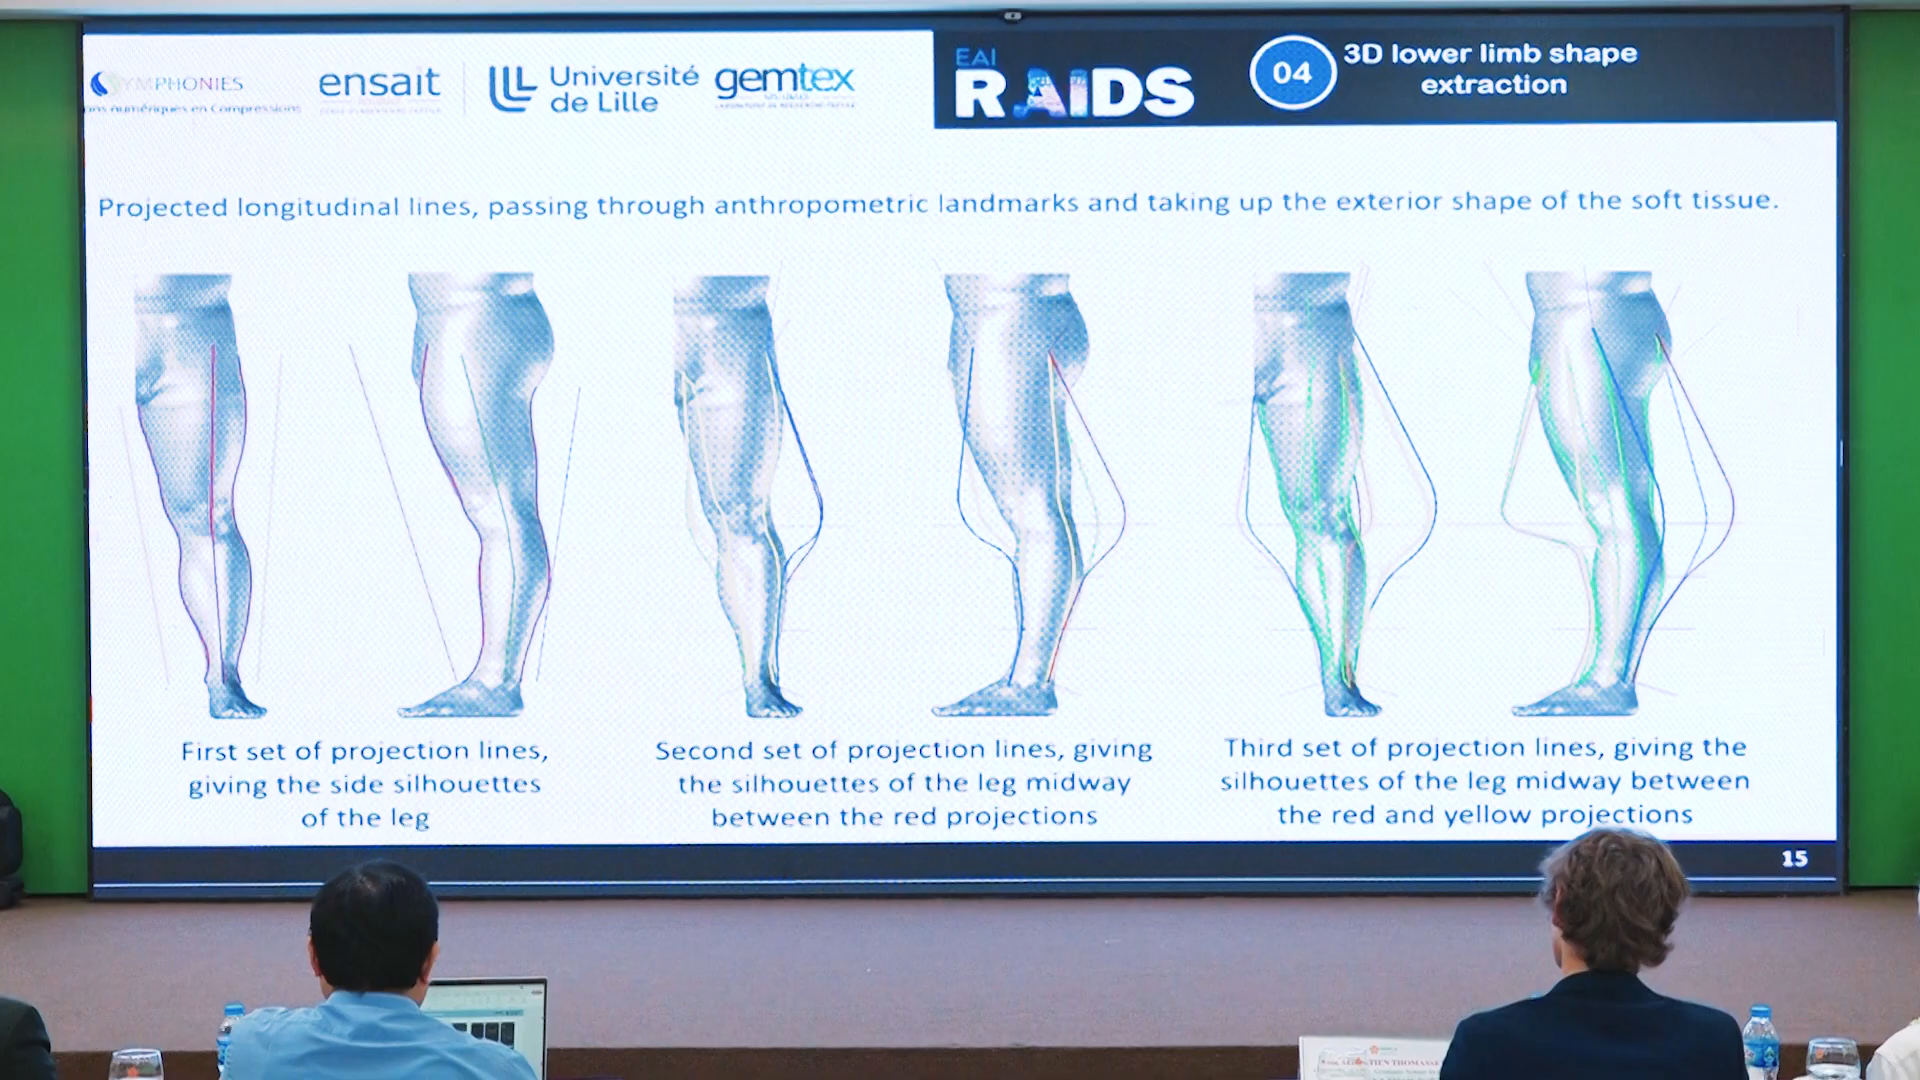 YMPHONIES
numériques en Compressions
ensait
Université
de Lille
gemtex
EAI
RAIDS
04
3D lower limb shape
extraction
Projected longitudinal lines, passing through anthropometric landmarks and taking up the exterior shape of the soft tissue.
First set of projection lines,
giving the side silhouettes
of the leg
Second set of projection lines, giving
the silhouettes of the leg midway
between the red projections
Third set of projection lines, giving the
silhouettes of the leg midway between
the red and yellow projections
15